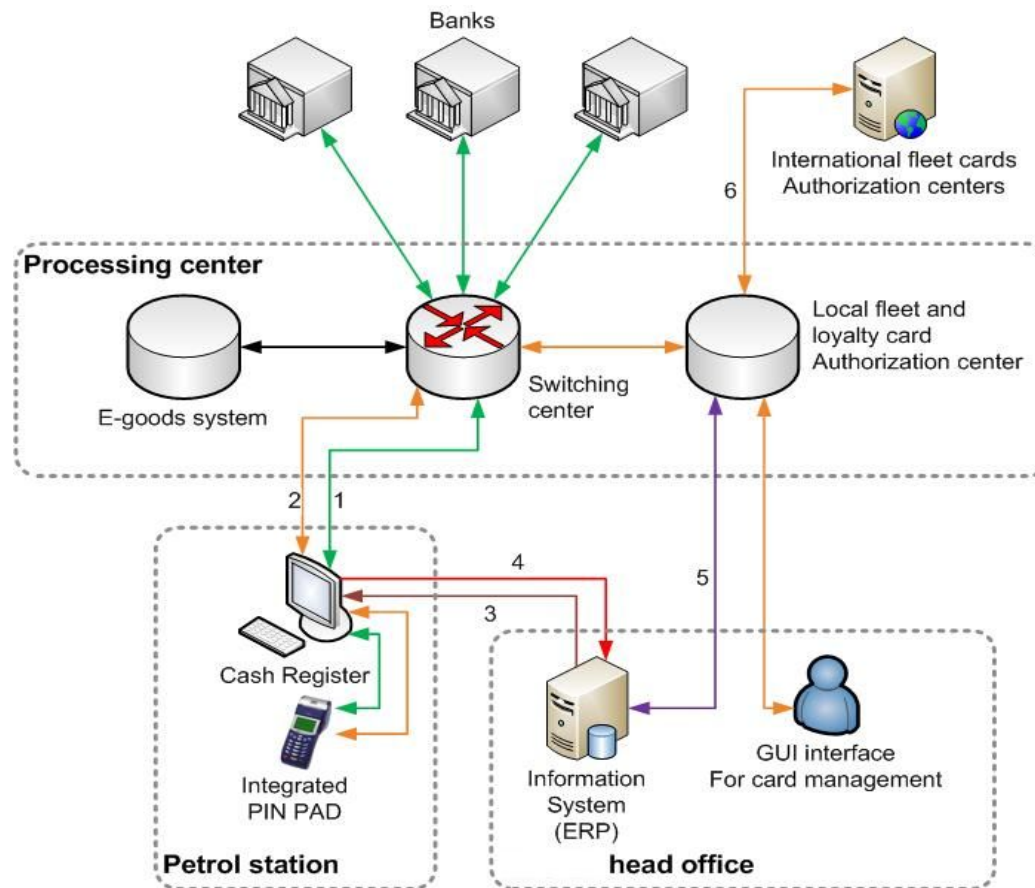 Banks
International fleet cards
Authorization centers
6
Processing center
Local fleet and
loyalty card
Authorization center
Switching
center
E-goods system
2
1
4
5
3
Cash Register
Integrated
PIN PAD
Information
System
(ERP)
GUI interface
For card management
Petrol station
head office